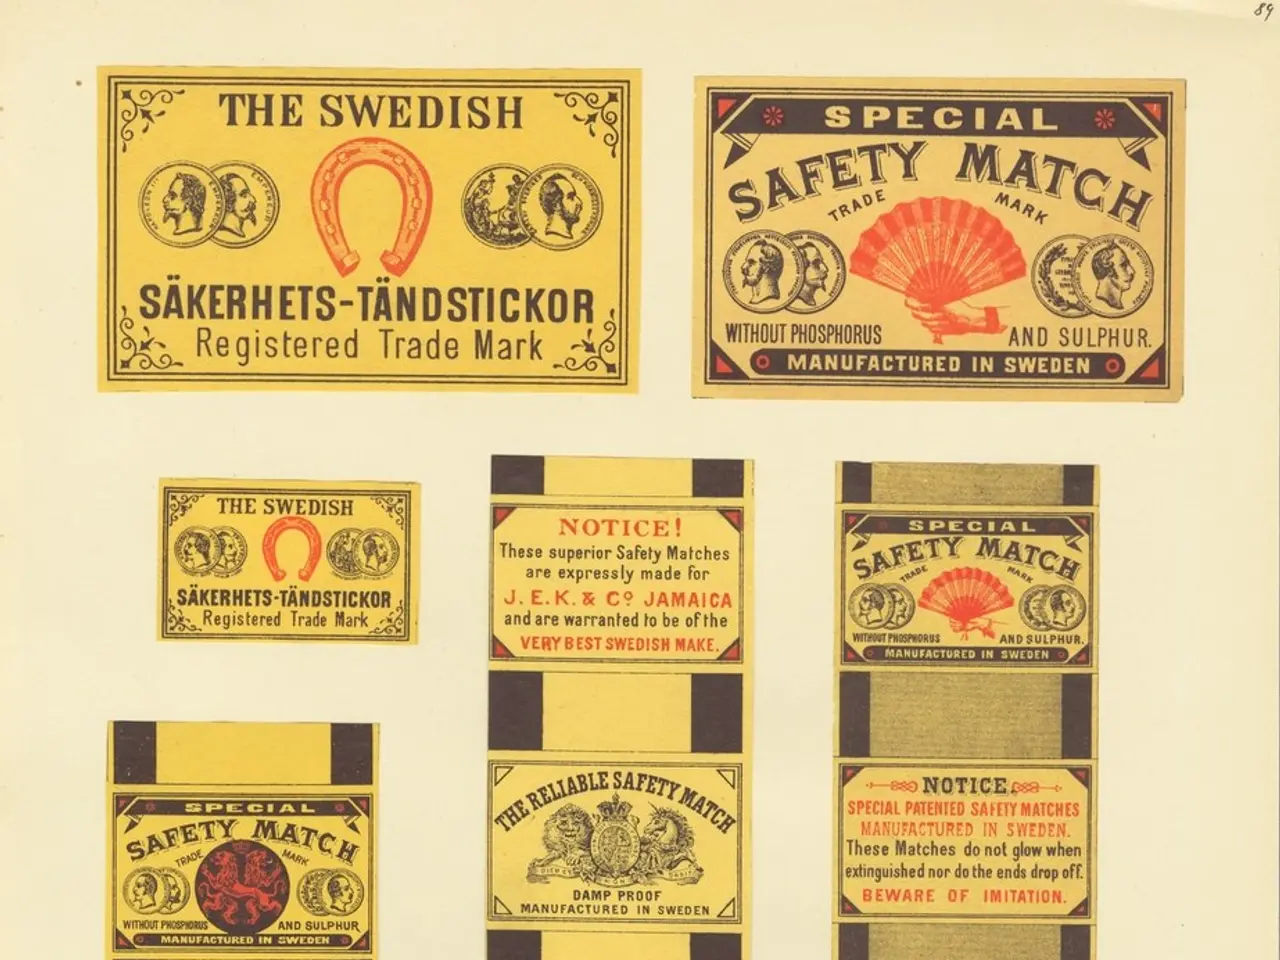 89
THE SWEDISH
SÄKERHETS-TÄNDSTICKOR
Registered Trade Mark
SPECIAL
SAFETY MATCH
TRADE MARK
WITHOUT PHOSPHORUS AND SULPHUR.
MANUFACTURED IN SWEDEN
THE SWEDISH
SÄKERHETS-TÄNDSTICKOR
Registered Trade Mark
NOTICE!
These superior Safety Matches
are expressly made for
J. E. K. & Cº JAMAICA
and are warranted to be of the
VERY BEST SWEDISH MAKE.
SPECIAL
SAFETY MATCH
TRADE MARK
WITHOUT PHOSPHORUS AND SULPHUR.
MANUFACTURED IN SWEDEN
SPECIAL
SAFETY MATCH
TRADE MARK
WITHOUT PHOSPHORUS AND SULPHUR
MANUFACTURED IN SWEDEN
THE RELIABLE SAFETY MATCH
DAMP PROOF
MANUFACTURED IN SWEDEN
NOTICE.
SPECIAL PATENTED SAFETY MATCHES
MANUFACTURED IN SWEDEN.
These Matches do not glow when
extinguished nor do the ends drop off.
BEWARE OF IMITATION.